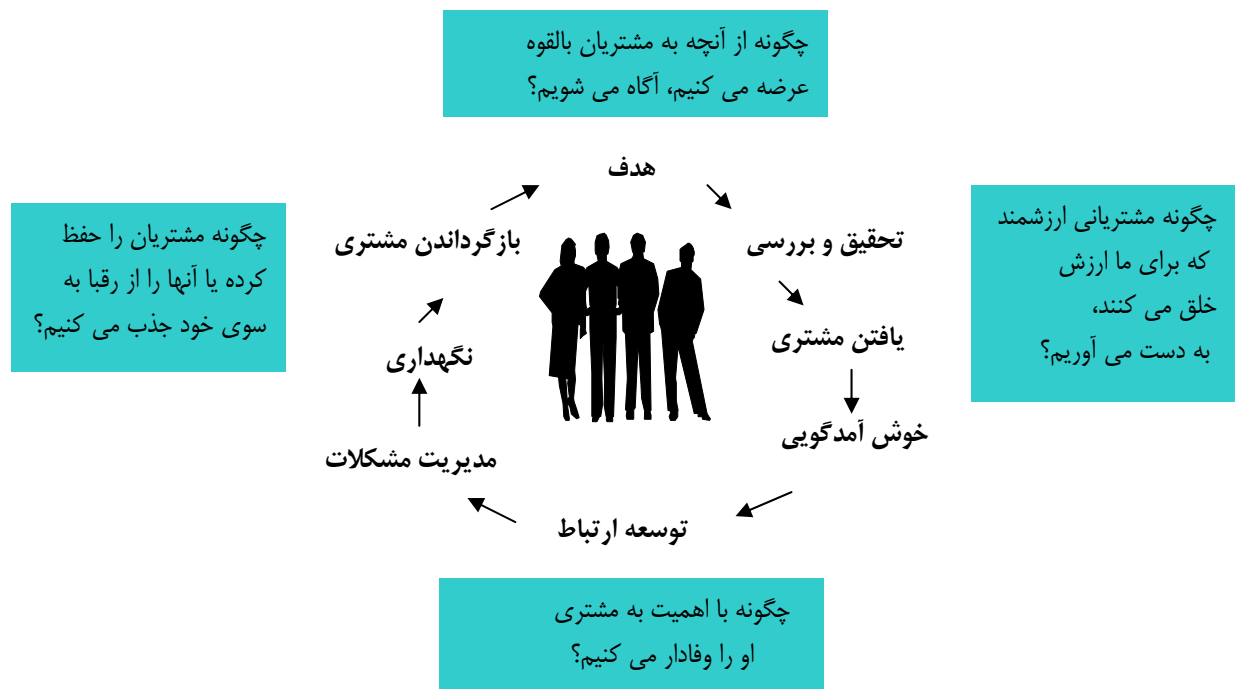 چگونه از آنچه به مشتریان بالقوه
عرضه می کنیم، آگاه می شویم؟
هدف
تحقیق و بررسی
یافتن مشتری
خوش آمدگویی
توسعه ارتباط
مدیریت مشکلات
نگهداری
بازگرداندن مشتری
چگونه مشتریانی ارزشمند
که برای ما ارزش
خلق می کنند،
به دست می آوریم؟
چگونه با اهمیت به مشتری
او را وفادار می کنیم؟
چگونه مشتریان را حفظ
کرده یا آنها را از رقبا به
سوی خود جذب می کنیم؟